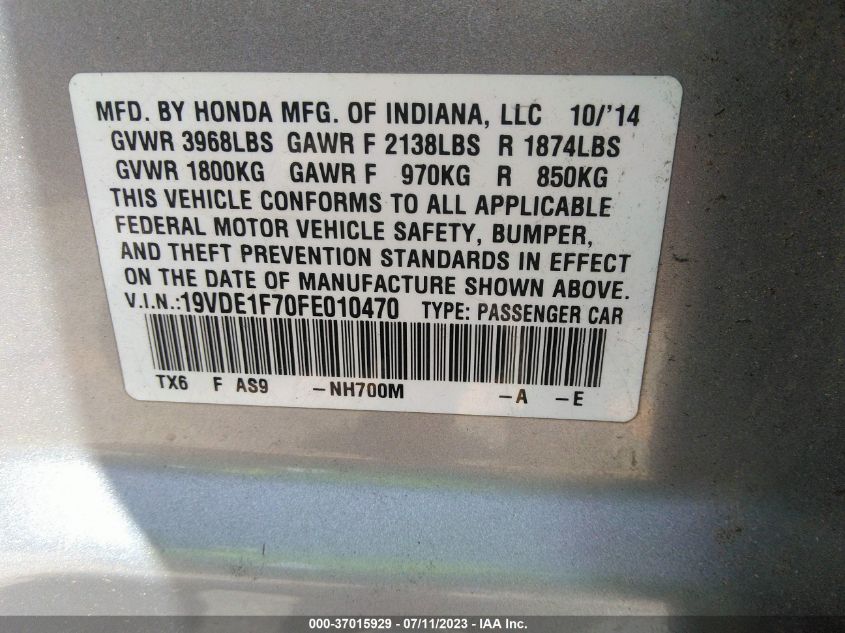 MFD. BY HONDA MFG. OF INDIANA, LLC 10/'14
GVWR 3968LBS GAWR F 2138LBS R 1874LBS
GVWR 1800KG GAWR F 970KG R 850KG
THIS VEHICLE CONFORMS TO ALL APPLICABLE
FEDERAL MOTOR VEHICLE SAFETY, BUMPER,
AND THEFT PREVENTION STANDARDS IN EFFECT
ON THE DATE OF MANUFACTURE SHOWN ABOVE.
V.I.N.:19VDE1F70FE010470 TYPE: PASSENGER CAR
TX6 F AS9 -NH700M -A -E
000-37015929 - 07/11/2023 - IAA Inc.